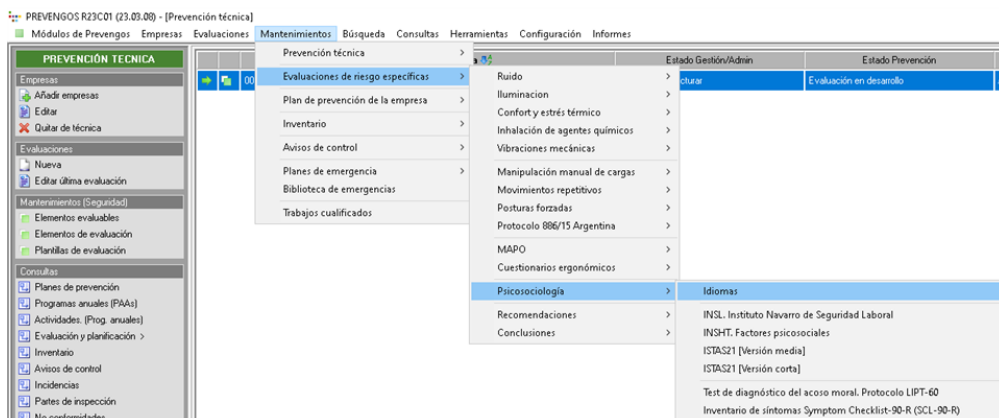 PREVENGOS R23C01 (23.03.08) - [Prevención técnica]
Módulos de Prevengos Empresas Evaluaciones Mantenimientos Búsqueda Consultas Herramientas Configuración Informes
PREVENCIÓN TECNICA
Empresas
Añadir empresas
Editar
Quitar de técnica
Evaluaciones
Nueva
Editar última evaluación
Mantenimientos (Seguridad)
Elementos evaluables
Elementos de evaluación
Plantillas de evaluación
Consultas
Planes de prevención
Programas anuales (PAAs)
Actividades. (Prog. anuales)
Evaluación y planificación >
Inventario
Avisos de control
Incidencias
Partes de inspección
No conformidades
Estado Gestión/Admin Estado Prevención
00
Evaluación en desarrollo
Prevención técnica >
Evaluaciones de riesgo específicas >
Plan de prevención de la empresa >
Inventario >
Avisos de control >
Planes de emergencia >
Biblioteca de emergencias
Trabajos cualificados
Ruido >
Iluminacion >
Confort y estrés térmico >
Inhalación de agentes químicos >
Vibraciones mecánicas >
Manipulación manual de cargas >
Movimientos repetitivos >
Posturas forzadas >
Protocolo 886/15 Argentina >
MAPO >
Cuestionarios ergonómicos >
Psicosociología >
Recomendaciones >
Conclusiones >
Idiomas
INSL. Instituto Navarro de Seguridad Laboral
INSHT. Factores psicosociales
ISTAS21 [Versión media]
ISTAS21 [Versión corta]
Test de diagnóstico del acoso moral. Protocolo LIPT-60
Inventario de síntomas Symptom Checklist-90-R (SCL-90-R)